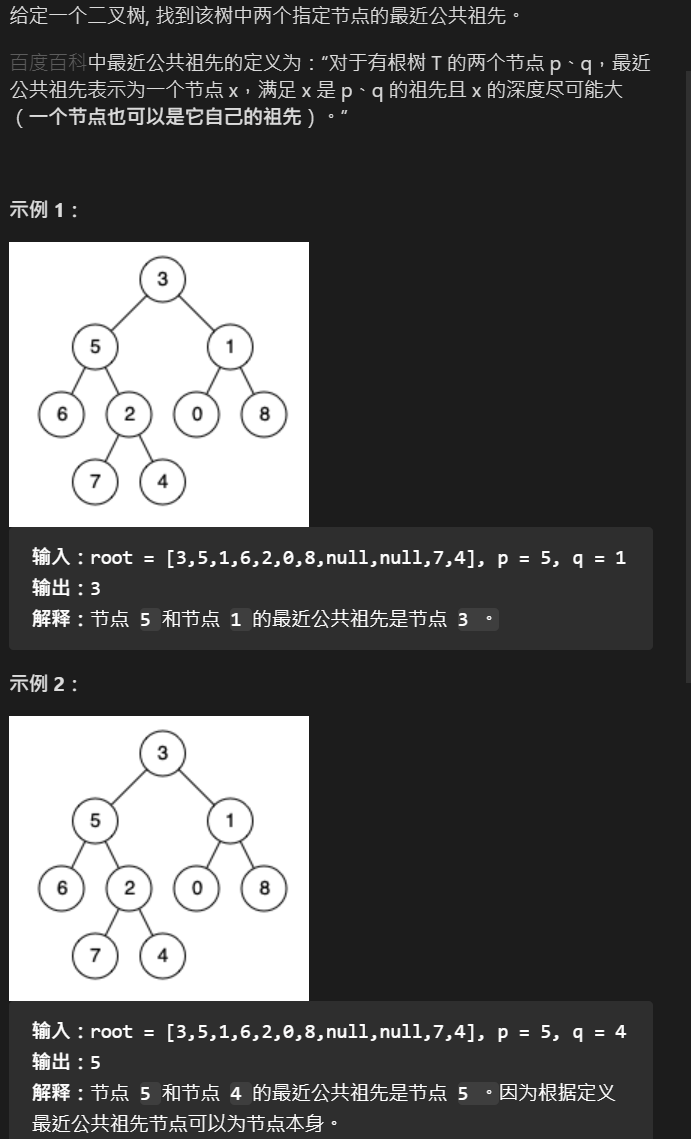 给定一个二叉树, 找到该树中两个指定节点的最近公共祖先。
百度百科中最近公共祖先的定义为：“对于有根树 T 的两个节点 p、q，最近
公共祖先表示为一个节点 x，满足 x 是 p、q 的祖先且 x 的深度尽可能大
（一个节点也可以是它自己的祖先）。”
示例 1：
3
5 1
6 2 0 8
7 4
输入：root = [3,5,1,6,2,0,8,null,null,7,4], p = 5, q = 1
输出：3
解释：节点 5 和节点 1 的最近公共祖先是节点 3 。
示例 2：
3
5 1
6 2 0 8
7 4
输入：root = [3,5,1,6,2,0,8,null,null,7,4], p = 5, q = 4
输出：5
解释：节点 5 和节点 4 的最近公共祖先是节点 5 。因为根据定义
最近公共祖先节点可以为节点本身。